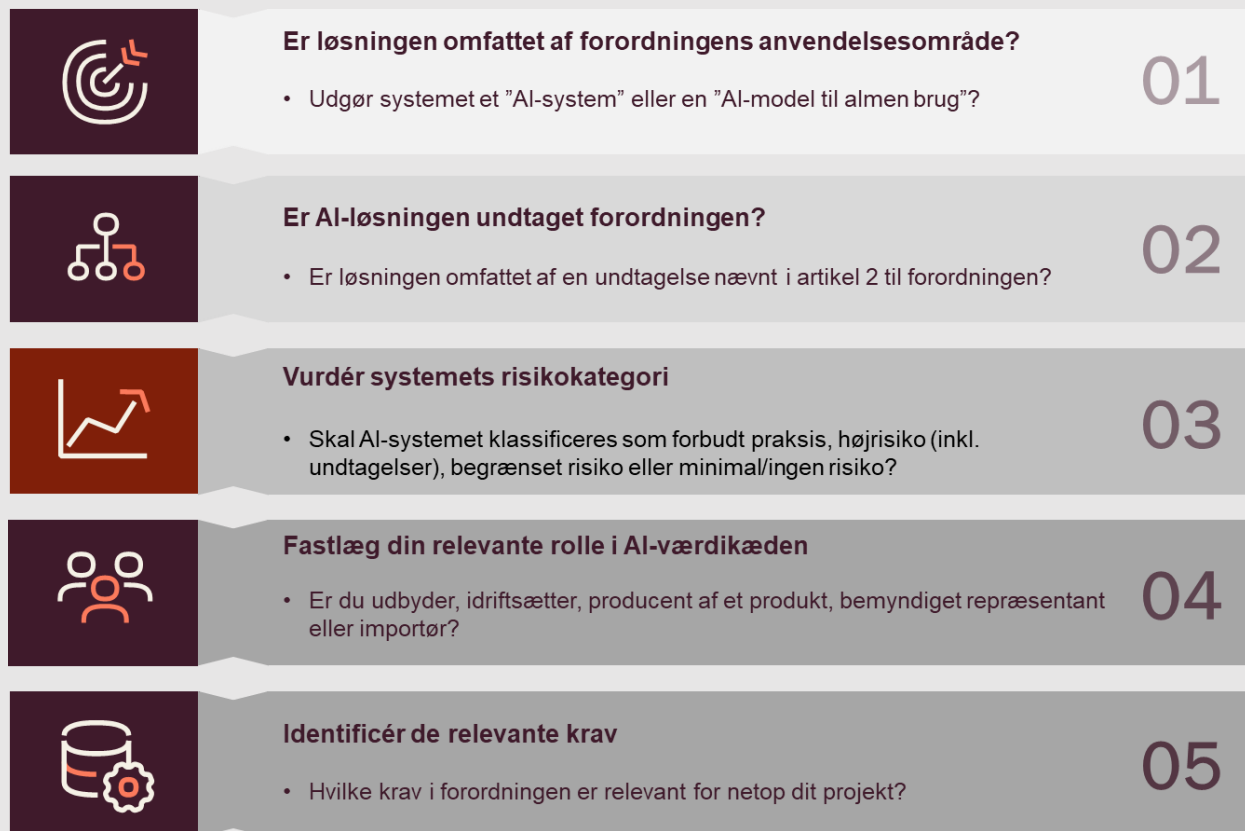 Er løsningen omfattet af forordningens anvendelsesområde?
• Udgør systemet et ”AI-system” eller en ”AI-model til almen brug”?
01
Er AI-løsningen undtaget forordningen?
• Er løsningen omfattet af en undtagelse nævnt i artikel 2 til forordningen?
02
Vurdér systemets risikokategori
• Skal AI-systemet klassificeres som forbudt praksis, højrisiko (inkl.
undtagelser), begrænset risiko eller minimal/ingen risiko?
03
Fastlæg din relevante rolle i AI-værdikæden
• Er du udbyder, idriftsætter, producent af et produkt, bemyndiget repræsentant
eller importør?
04
Identificér de relevante krav
• Hvilke krav i forordningen er relevant for netop dit projekt?
05